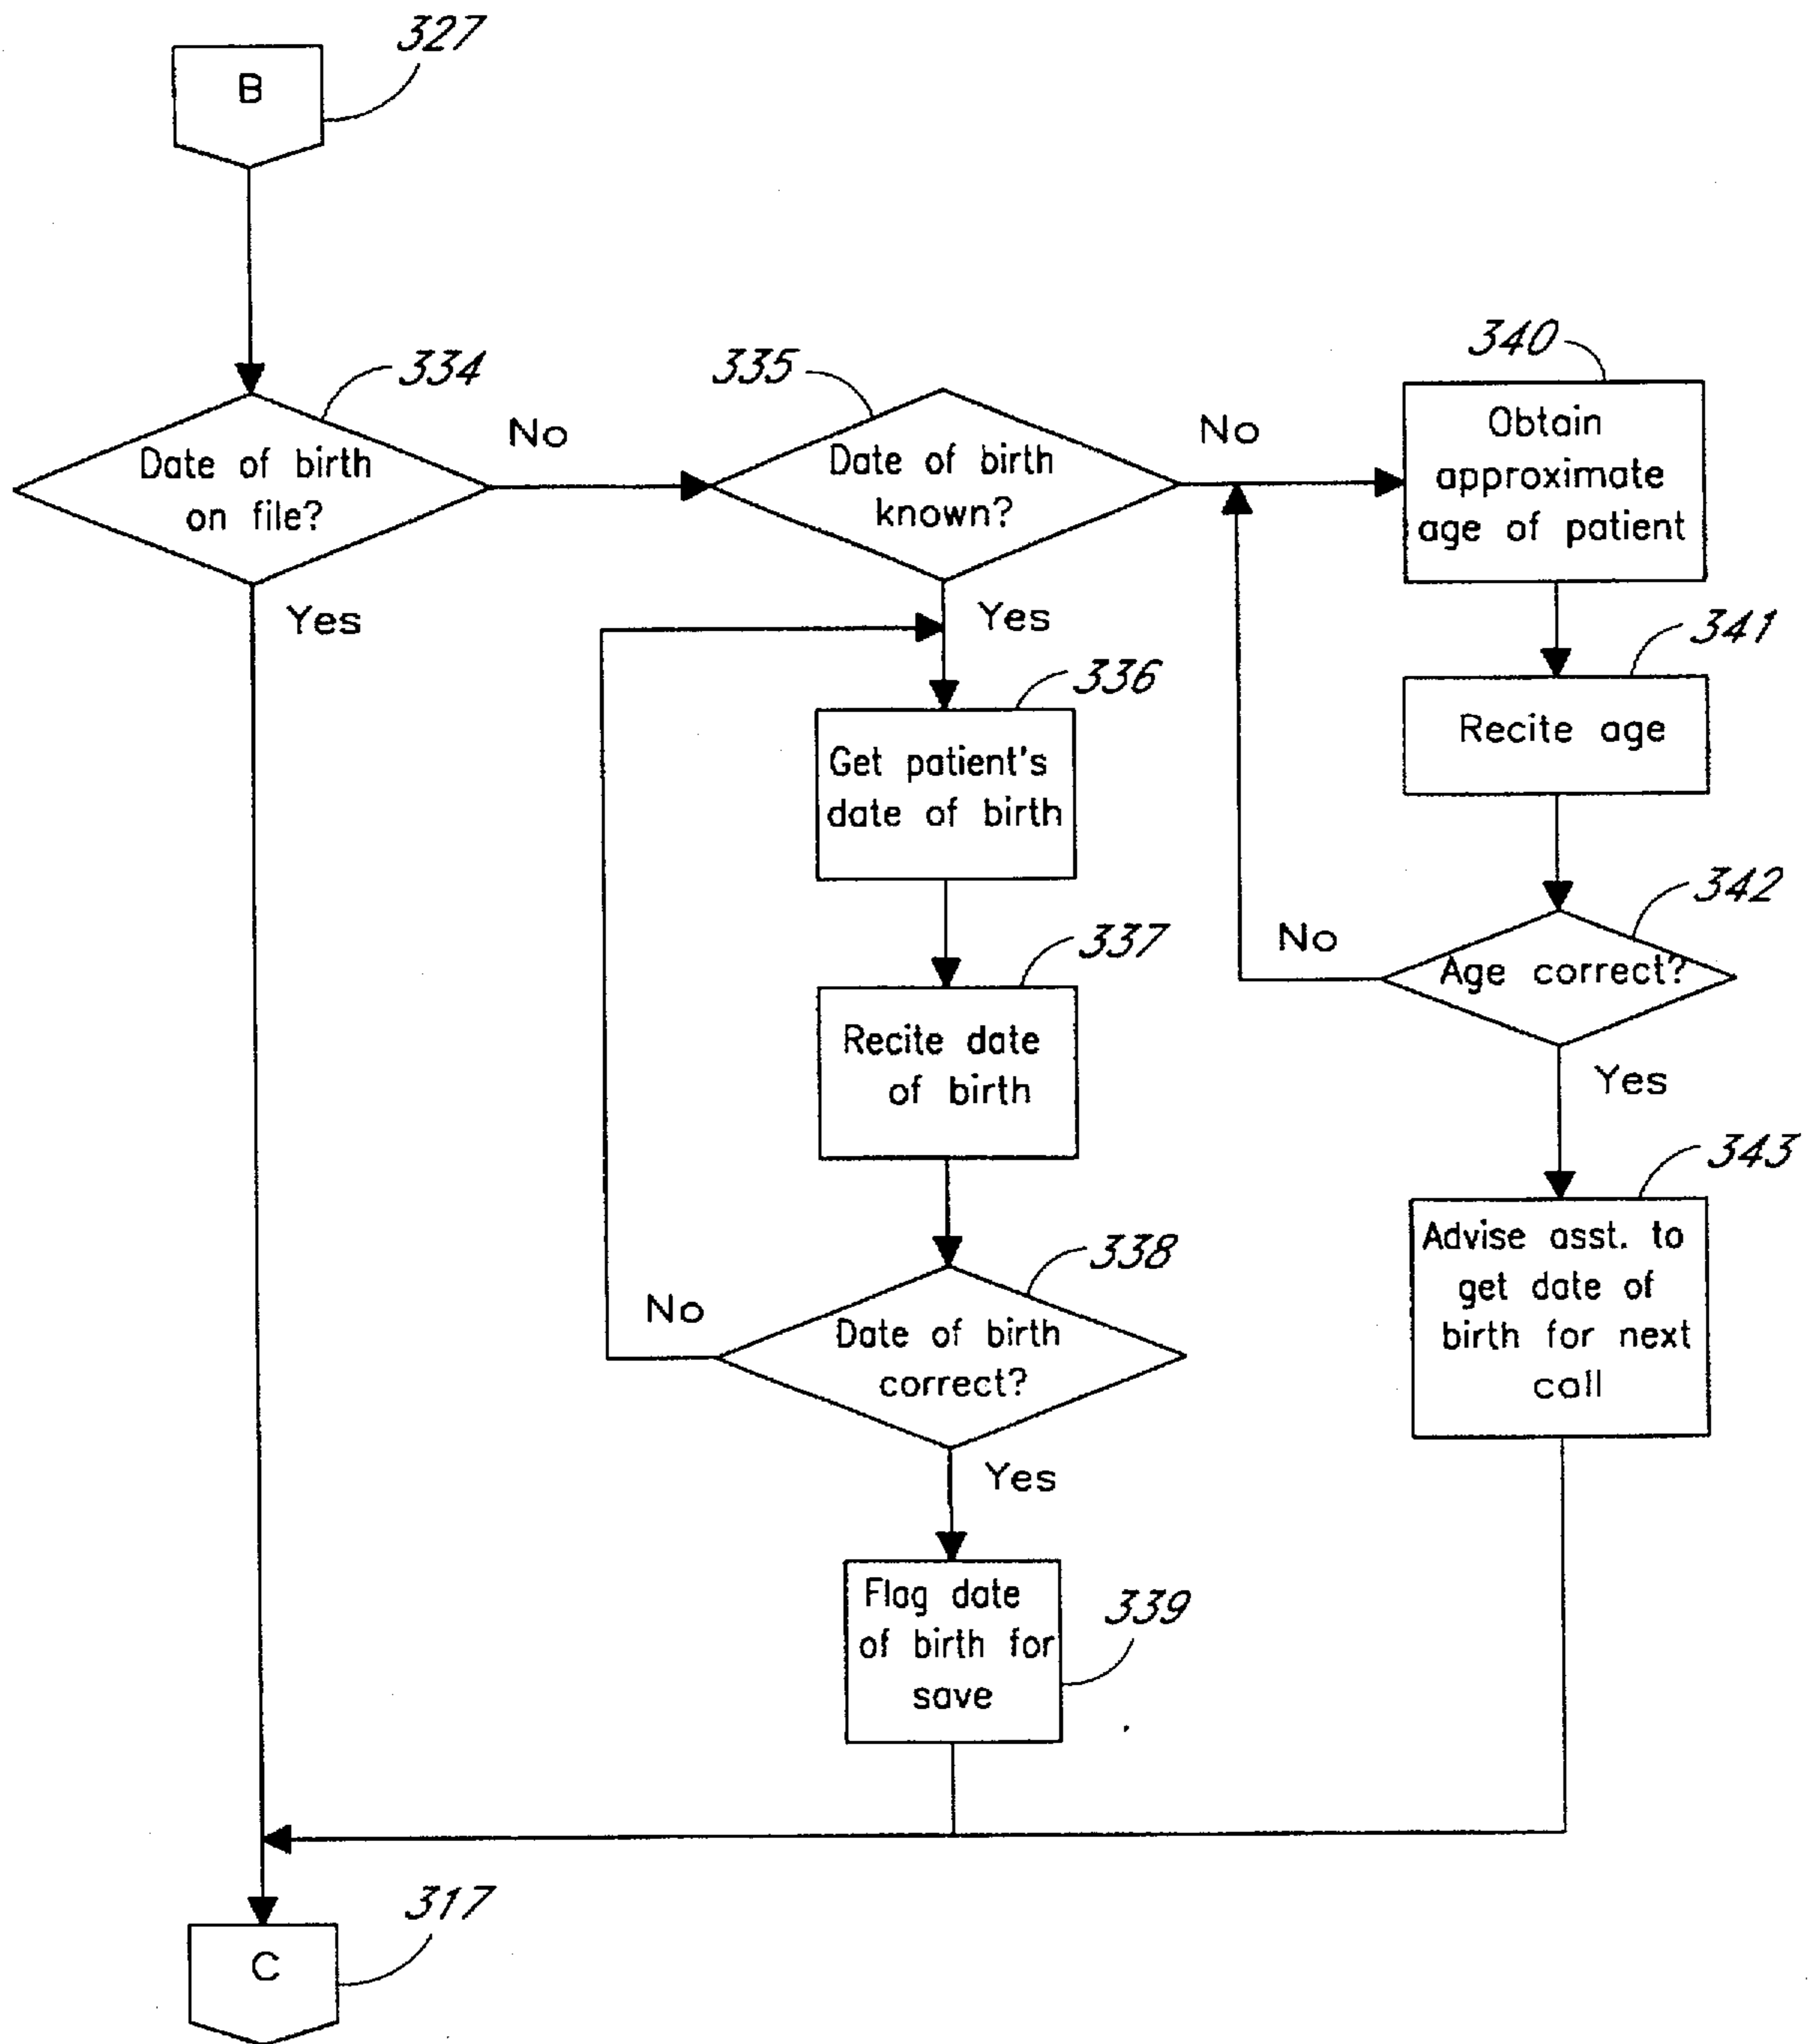 327
B
334
Date of birth
on file?
No
Yes
335
Date of birth
known?
No
Yes
340
Obtain
approximate
age of patient
341
Recite age
342
Age correct?
No
Yes
343
Advise asst. to
get date of
birth for next
call
336
Get patient's
date of birth
337
Recite date
of birth
338
Date of birth
correct?
No
Yes
339
Flag date
of birth for
save
317
C